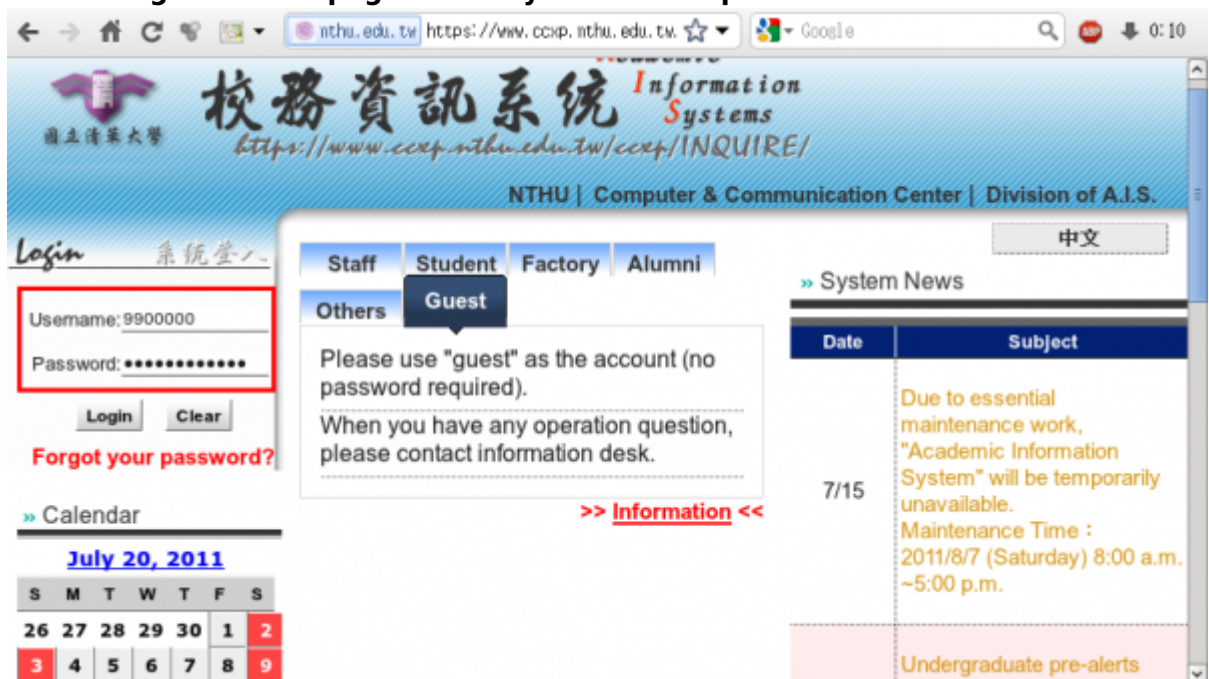 nthu.edu.tw https://www.ccxp.nthu.edu.tw. Google 0:10
校務資訊系統 Information
Systems
國立清華大學
https://www.ccxp.nthu.edu.tw/ccxp/INQUIRE/
NTHU | Computer & Communication Center | Division of A.I.S.
Login 系統登入
Username: 9900000
Password: ••••••••••••
Login Clear
Forgot your password?
» Calendar
July 20, 2011
S M T W T F S
26 27 28 29 30 1 2
3 4 5 6 7 8 9
Staff Student Factory Alumni
Others Guest
Please use "guest" as the account (no
password required).
When you have any operation question,
please contact information desk.
>> Information <<
中文
» System News
Date Subject
7/15
Due to essential
maintenance work,
"Academic Information
System" will be temporarily
unavailable.
Maintenance Time：
2011/8/7 (Saturday) 8:00 a.m.
~5:00 p.m.
Undergraduate pre-alerts